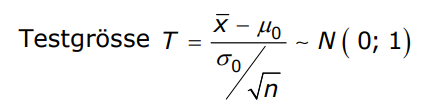 Testgrösse T = (x̄ − μ₀) / (σ₀ / √n) ~ N ( 0; 1)